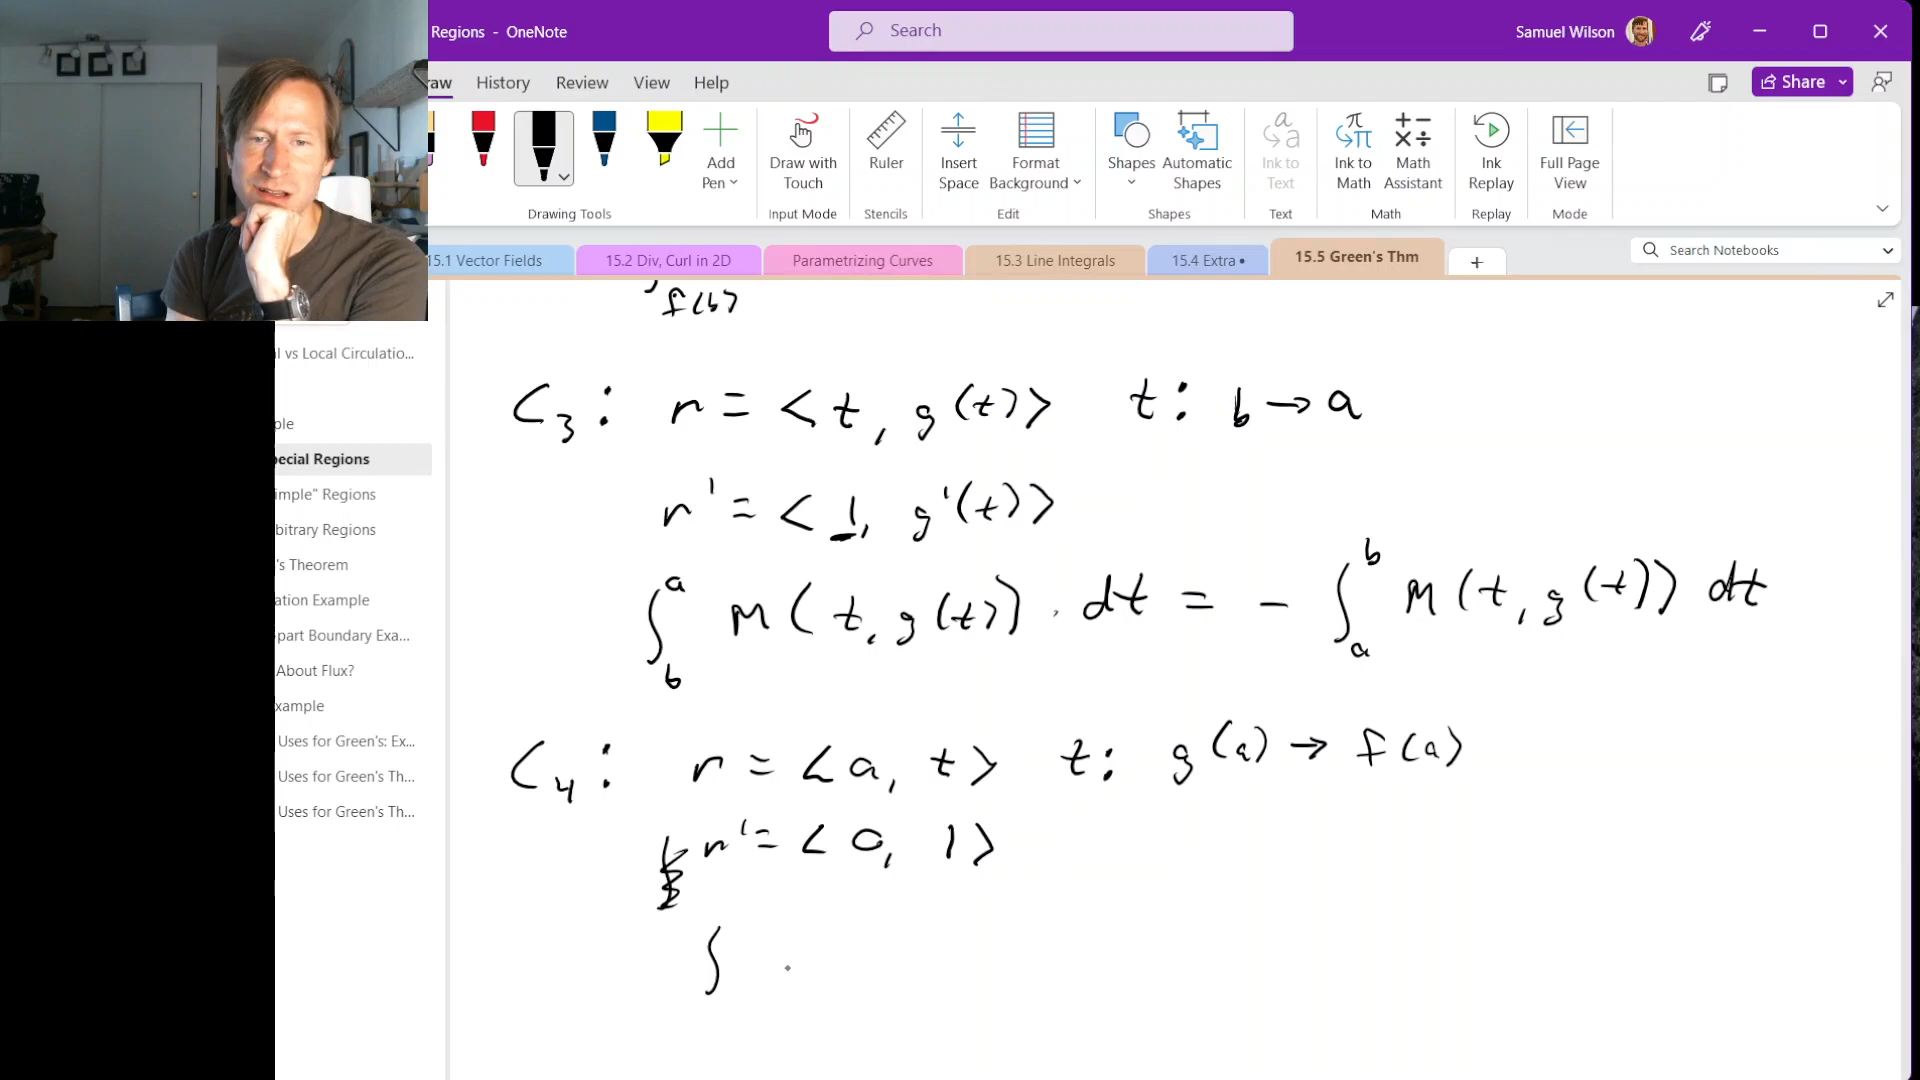 Regions - OneNote
Search
Samuel Wilson
aw History Review View Help
Share
Add Pen
Draw with Touch
Ruler
Insert Space
Format Background
Shapes
Automatic Shapes
Ink to Text
Ink to Math
Math Assistant
Ink Replay
Full Page View
Drawing Tools Input Mode Stencils Edit Shapes Text Math Replay Mode
15.1 Vector Fields 15.2 Div, Curl in 2D Parametrizing Curves 15.3 Line Integrals 15.4 Extra • 15.5 Green's Thm +
Search Notebooks
l vs Local Circulatio...
ole
pecial Regions
imple" Regions
bitrary Regions
's Theorem
ation Example
-part Boundary Exa...
About Flux?
xample
Uses for Green's: Ex...
Uses for Green's Th...
Uses for Green's Th...
f(b)
C₃: r = <t, g(t)> t: b → a
r' = <1, g'(t)>
∫_b^a M(t, g(t)) · dt = - ∫_a^b M(t, g(t)) dt
C₄: r = <a, t> t: g(a) → f(a)
r' = <0, 1>
∫